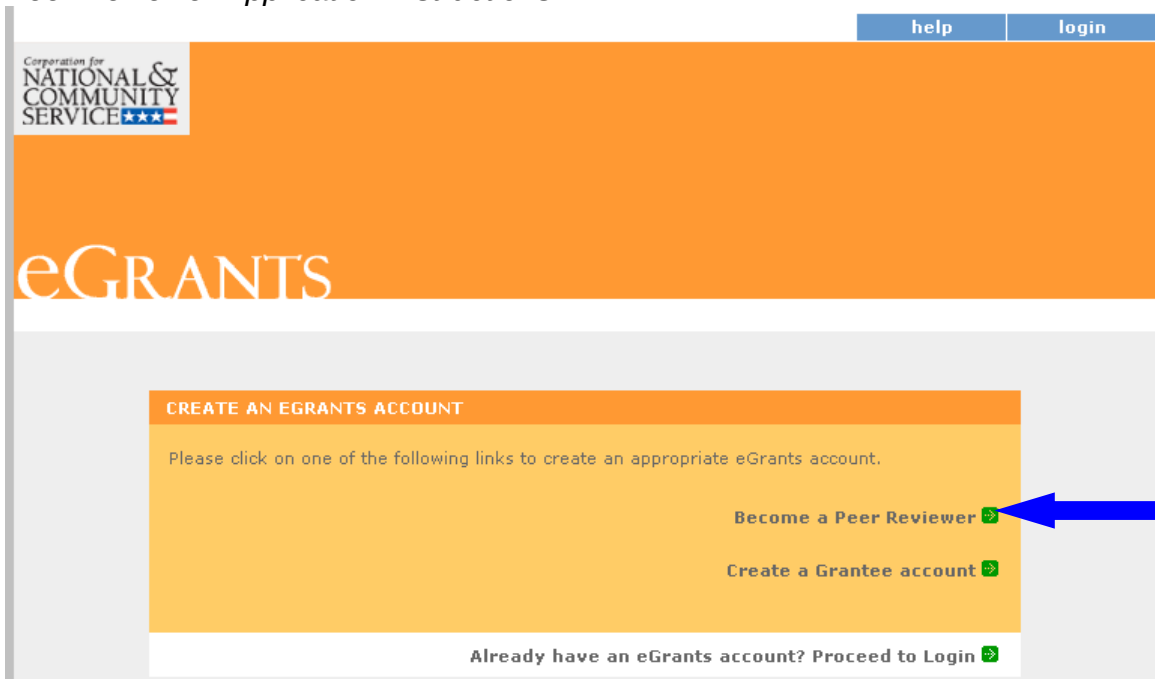 help login
Corporation for
NATIONAL &
COMMUNITY
SERVICE
eGRANTS
CREATE AN EGRANTS ACCOUNT
Please click on one of the following links to create an appropriate eGrants account.
Become a Peer Reviewer
Create a Grantee account
Already have an eGrants account? Proceed to Login